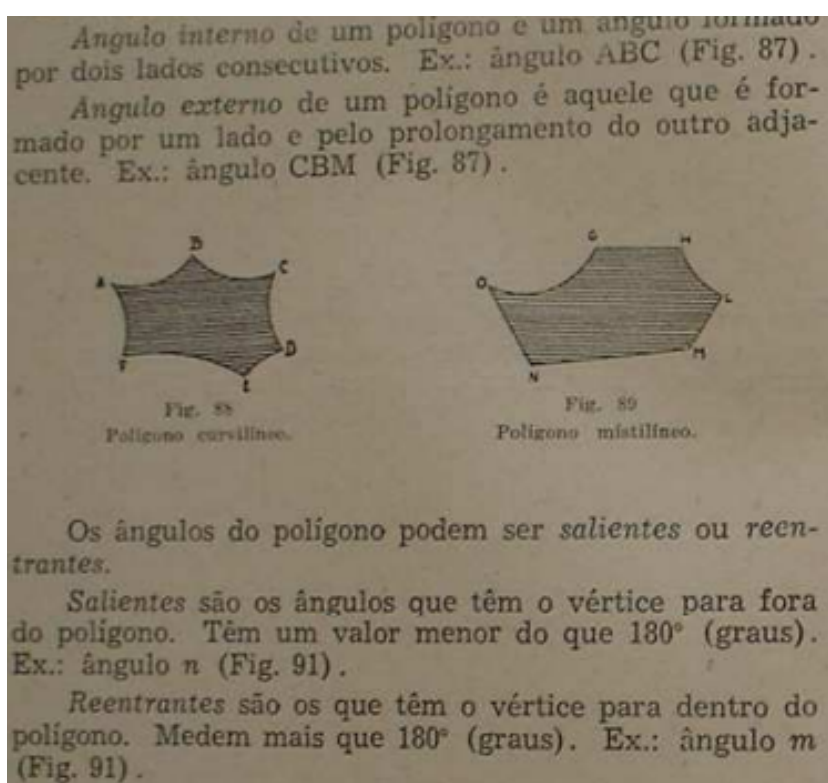 Angulo interno de um polígono e um angulo formado
por dois lados consecutivos. Ex.: ângulo ABC (Fig. 87).
Angulo externo de um polígono é aquele que é for-
mado por um lado e pelo prolongamento do outro adja-
cente. Ex.: ângulo CBM (Fig. 87).
B
A
C
F
D
E
Fig. 88
Polígono curvilíneo.
G
H
O
L
M
N
Fig. 89
Polígono mistilíneo.
Os ângulos do polígono podem ser salientes ou reen-
trantes.
Salientes são os ângulos que têm o vértice para fora
do polígono. Têm um valor menor do que 180° (graus).
Ex.: ângulo n (Fig. 91).
Reentrantes são os que têm o vértice para dentro do
polígono. Medem mais que 180° (graus). Ex.: ângulo m
(Fig. 91).